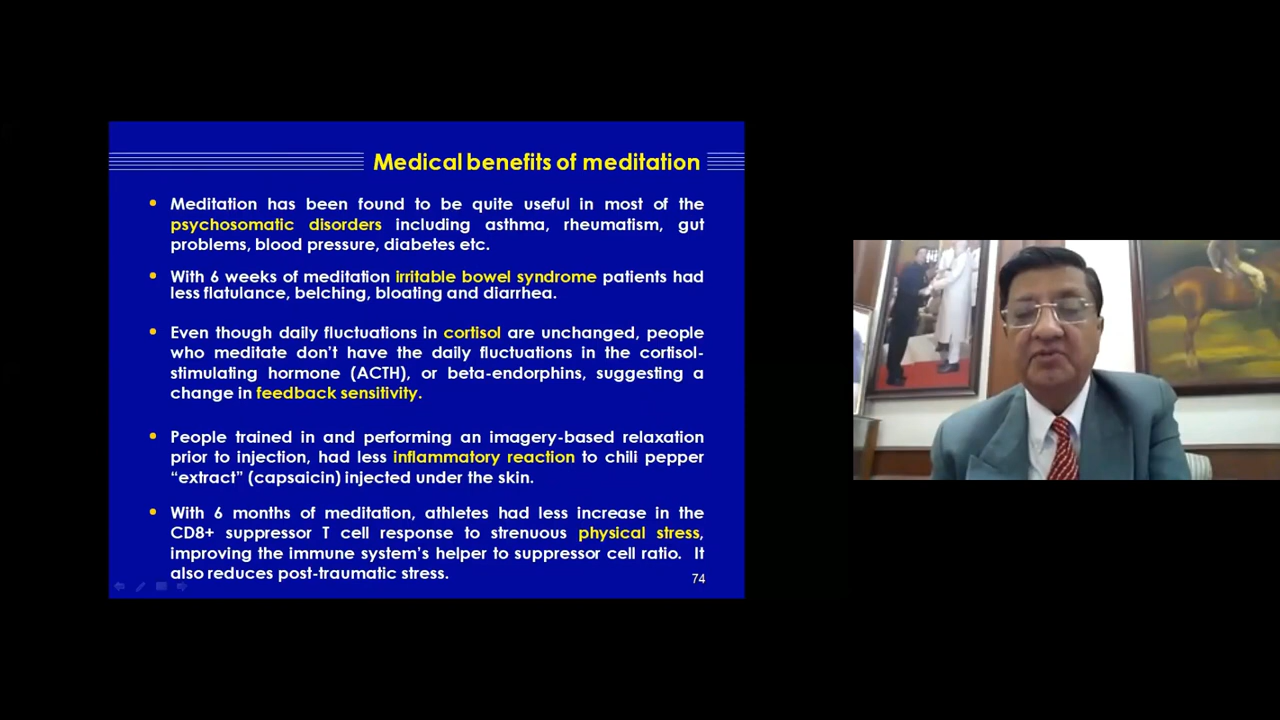 Medical benefits of meditation
• Meditation has been found to be quite useful in most of the
psychosomatic disorders including asthma, rheumatism, gut
problems, blood pressure, diabetes etc.
• With 6 weeks of meditation irritable bowel syndrome patients had
less flatulance, belching, bloating and diarrhea.
• Even though daily fluctuations in cortisol are unchanged, people
who meditate don't have the daily fluctuations in the cortisol-
stimulating hormone (ACTH), or beta-endorphins, suggesting a
change in feedback sensitivity.
• People trained in and performing an imagery-based relaxation
prior to injection, had less inflammatory reaction to chili pepper
“extract” (capsaicin) injected under the skin.
• With 6 months of meditation, athletes had less increase in the
CD8+ suppressor T cell response to strenuous physical stress,
improving the immune system’s helper to suppressor cell ratio. It
also reduces post-traumatic stress.
74